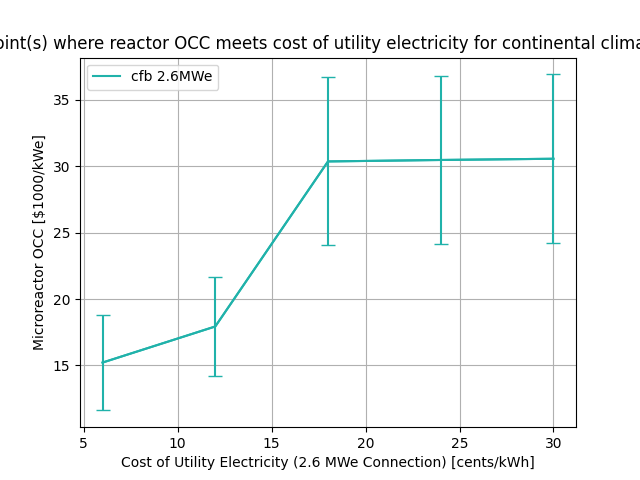 oint(s) where reactor OCC meets cost of utility electricity for continental clima
cfb 2.6MWe
35
30
25
20
15
Microreactor OCC [$1000/kWe]
5 10 15 20 25 30
Cost of Utility Electricity (2.6 MWe Connection) [cents/kWh]